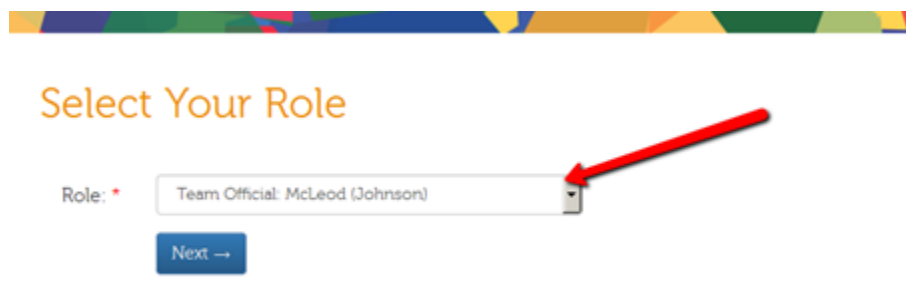 Select Your Role
Role: * Team Official: McLeod (Johnson)
Next →